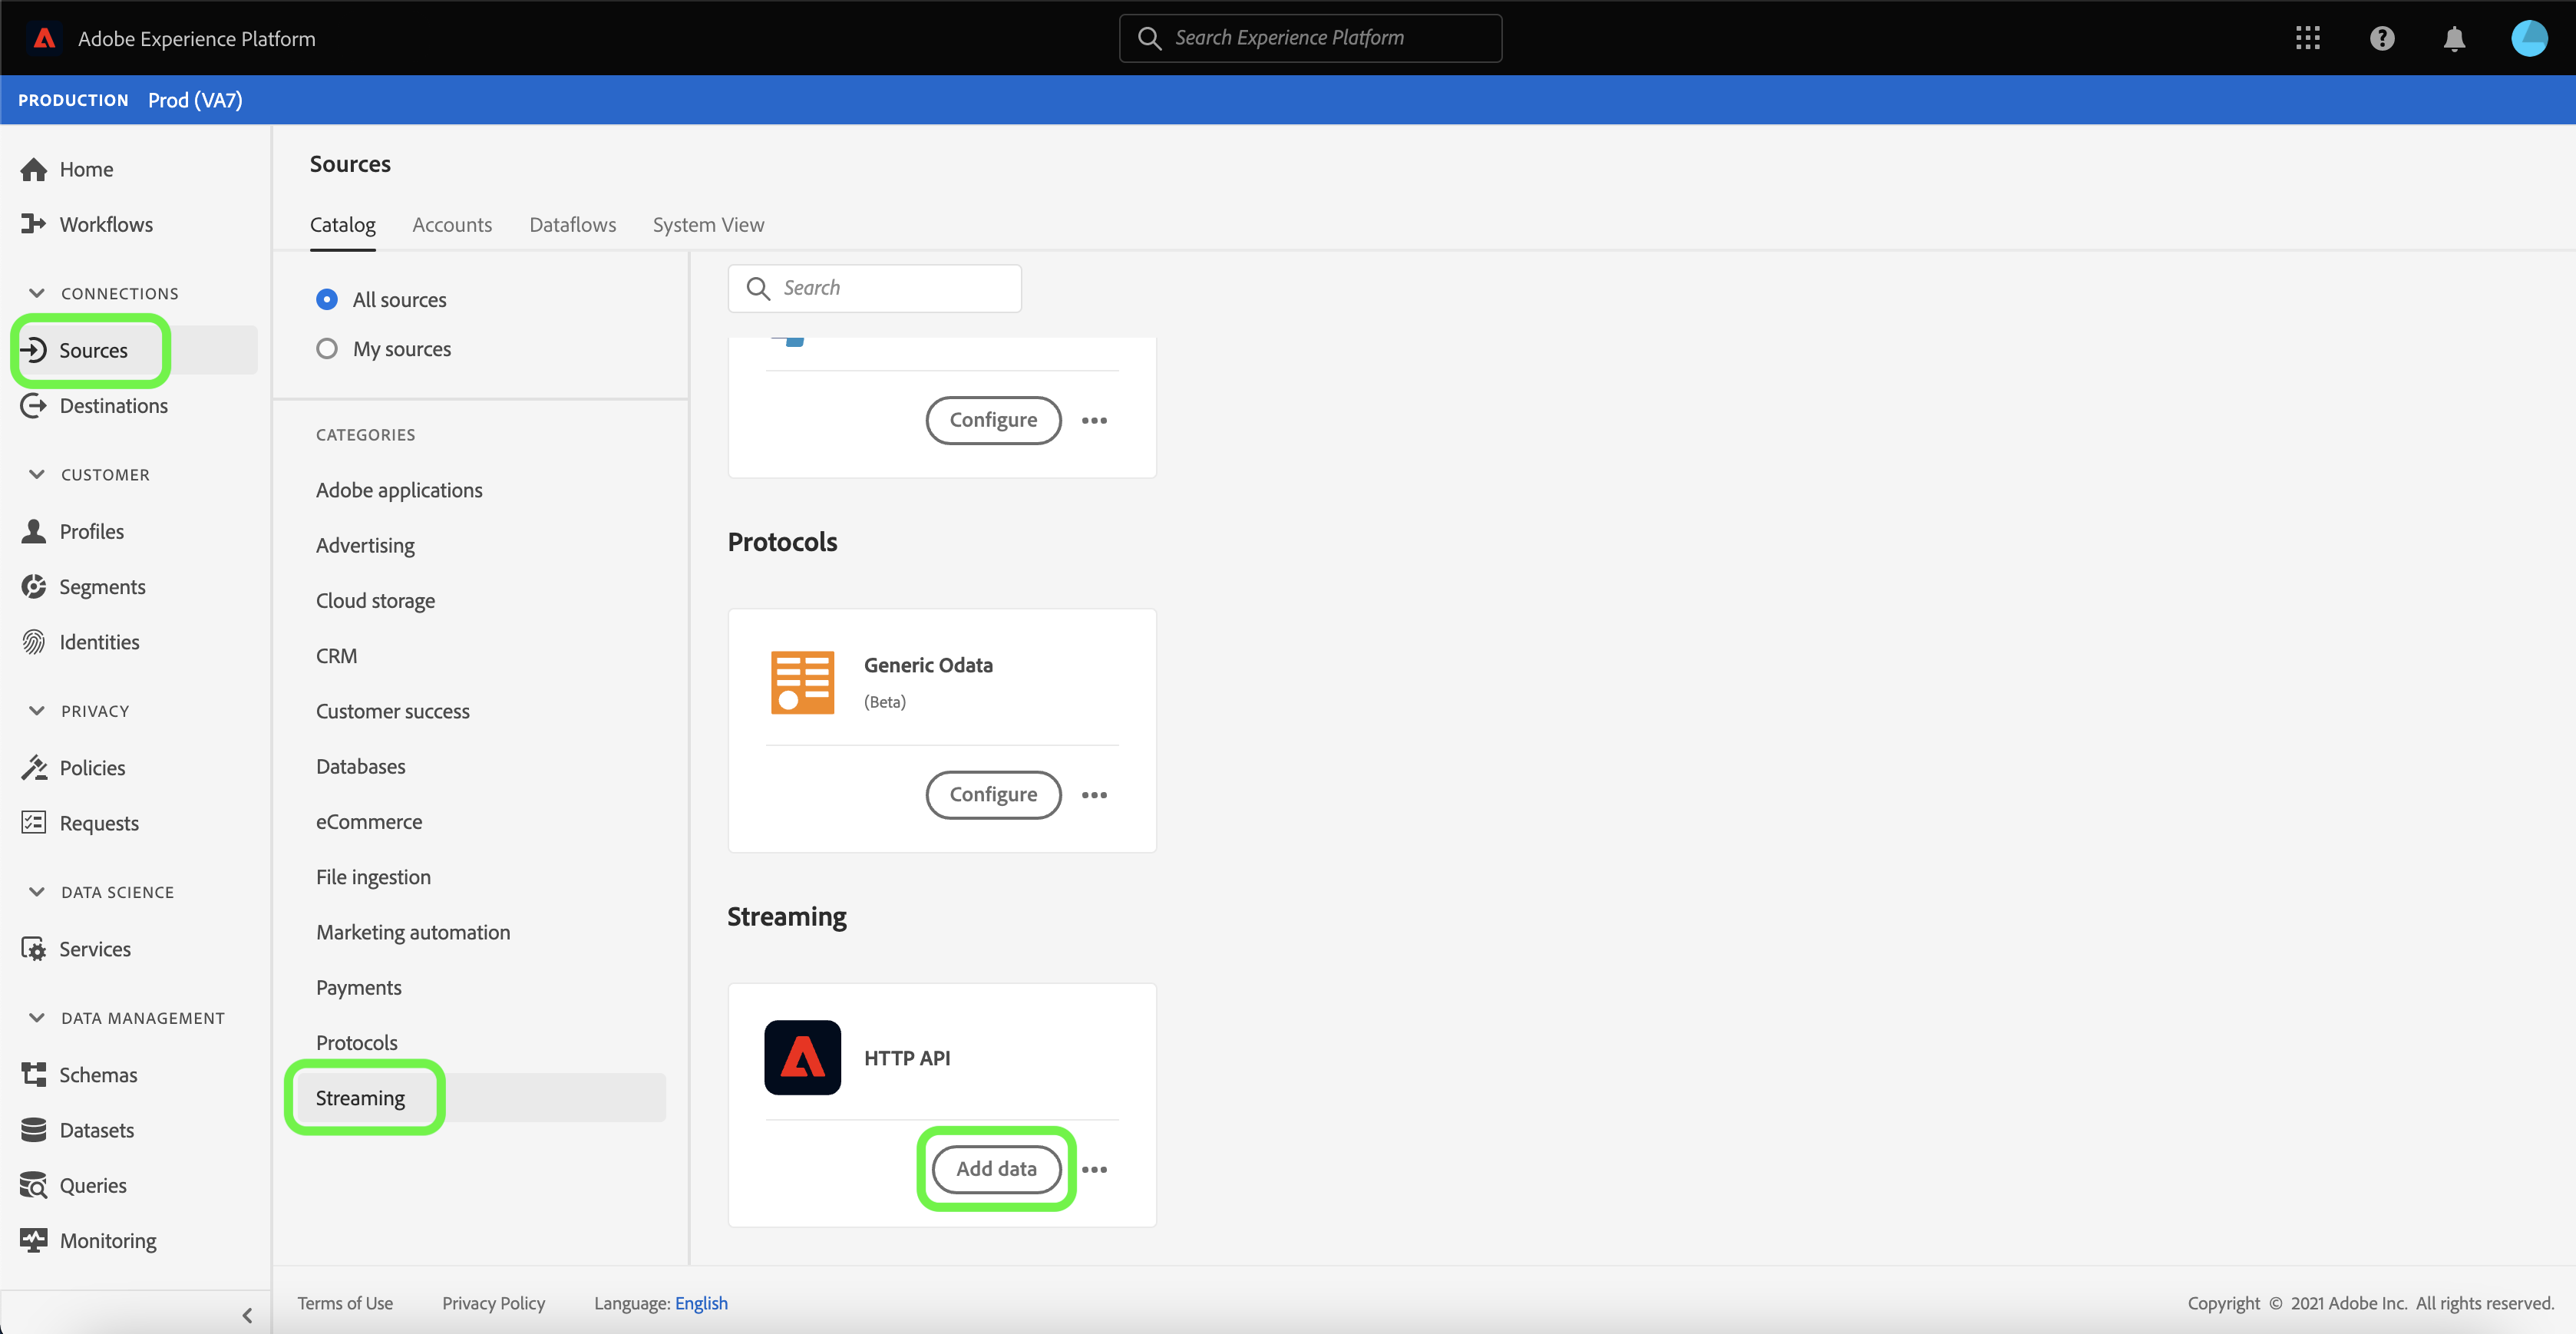 Adobe Experience Platform
Search Experience Platform
PRODUCTION Prod (VA7)
Home
Workflows
CONNECTIONS
Sources
Destinations
CUSTOMER
Profiles
Segments
Identities
PRIVACY
Policies
Requests
DATA SCIENCE
Services
DATA MANAGEMENT
Schemas
Datasets
Queries
Monitoring
Sources
Catalog Accounts Dataflows System View
All sources
My sources
CATEGORIES
Adobe applications
Advertising
Cloud storage
CRM
Customer success
Databases
eCommerce
File ingestion
Marketing automation
Payments
Protocols
Streaming
Search
Configure
Protocols
Generic Odata
(Beta)
Configure
Streaming
HTTP API
Add data
Terms of Use Privacy Policy Language: English
Copyright © 2021 Adobe Inc. All rights reserved.